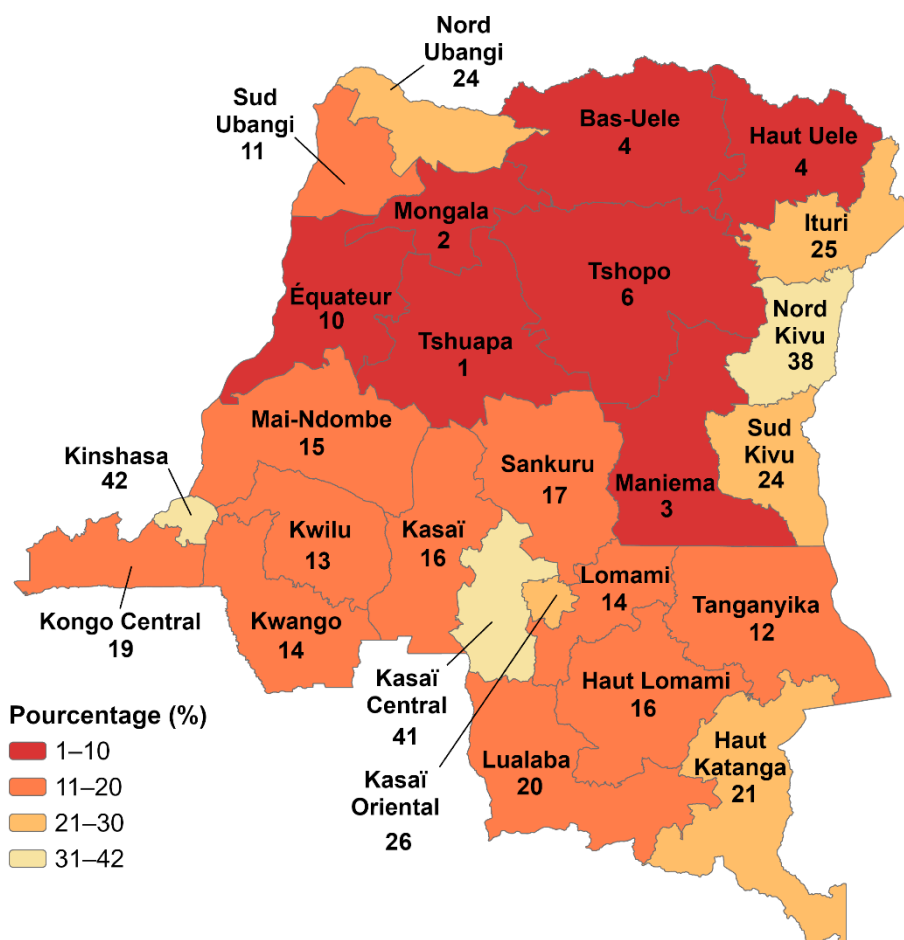 Nord
Ubangi
24
Sud
Ubangi
11
Bas-Uele
4
Haut Uele
4
Mongala
2
Ituri
25
Tshopo
6
Équateur
10
Nord
Kivu
38
Tshuapa
1
Mai-Ndombe
15
Sud
Kivu
24
Kinshasa
42
Sankuru
17
Maniema
3
Kwilu
13
Kasaï
16
Lomami
14
Tanganyika
12
Kongo Central
19
Kwango
14
Kasaï
Central
41
Haut Lomami
16
Kasaï
Oriental
26
Lualaba
20
Haut
Katanga
21
Pourcentage (%)
1–10
11–20
21–30
31–42